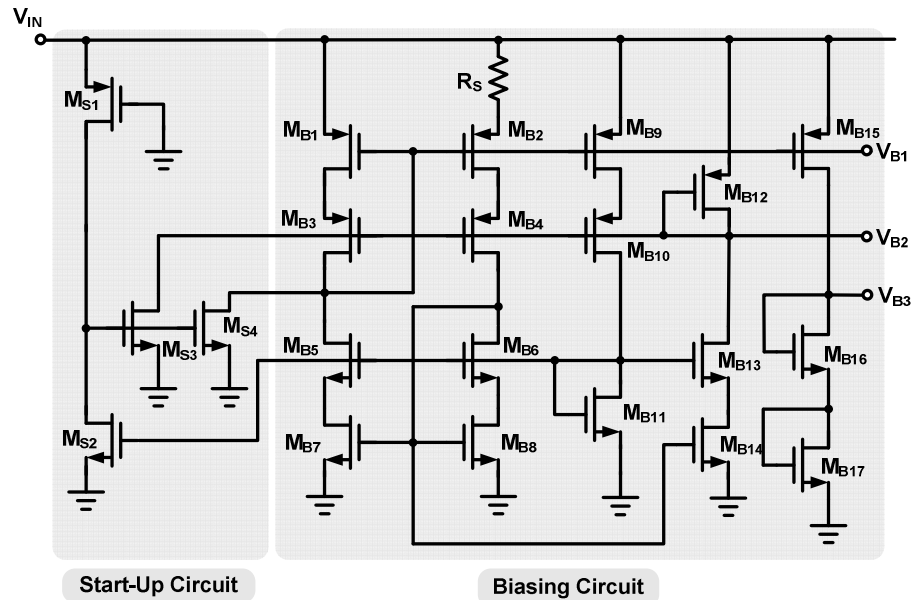 V_IN
R_S
M_S1
M_B1
M_B2
M_B9
M_B15
V_B1
M_B12
M_B3
M_B4
M_B10
V_B2
V_B3
M_S3
M_S4
M_B5
M_B6
M_B13
M_B16
M_B11
M_S2
M_B7
M_B8
M_B14
M_B17
Start-Up Circuit
Biasing Circuit